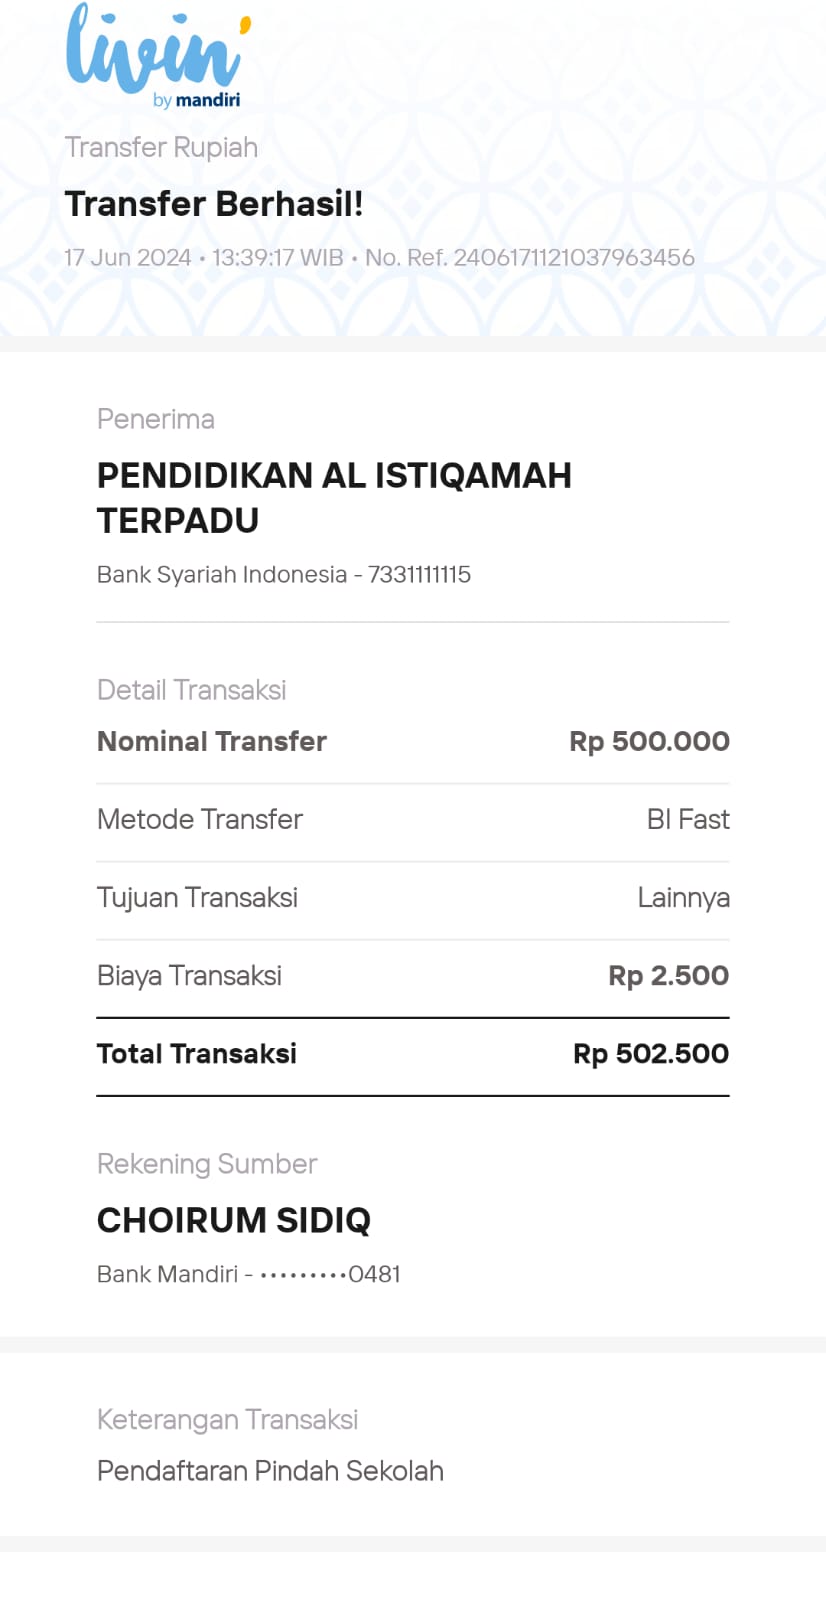 livin'
by mandiri
Transfer Rupiah
Transfer Berhasil!
17 Jun 2024 • 13:39:17 WIB • No. Ref. 2406171121037963456
Penerima
PENDIDIKAN AL ISTIQAMAH
TERPADU
Bank Syariah Indonesia - 7331111115
Detail Transaksi
Nominal Transfer Rp 500.000
Metode Transfer BI Fast
Tujuan Transaksi Lainnya
Biaya Transaksi Rp 2.500
Total Transaksi Rp 502.500
Rekening Sumber
CHOIRUM SIDIQ
Bank Mandiri - •••••••••0481
Keterangan Transaksi
Pendaftaran Pindah Sekolah